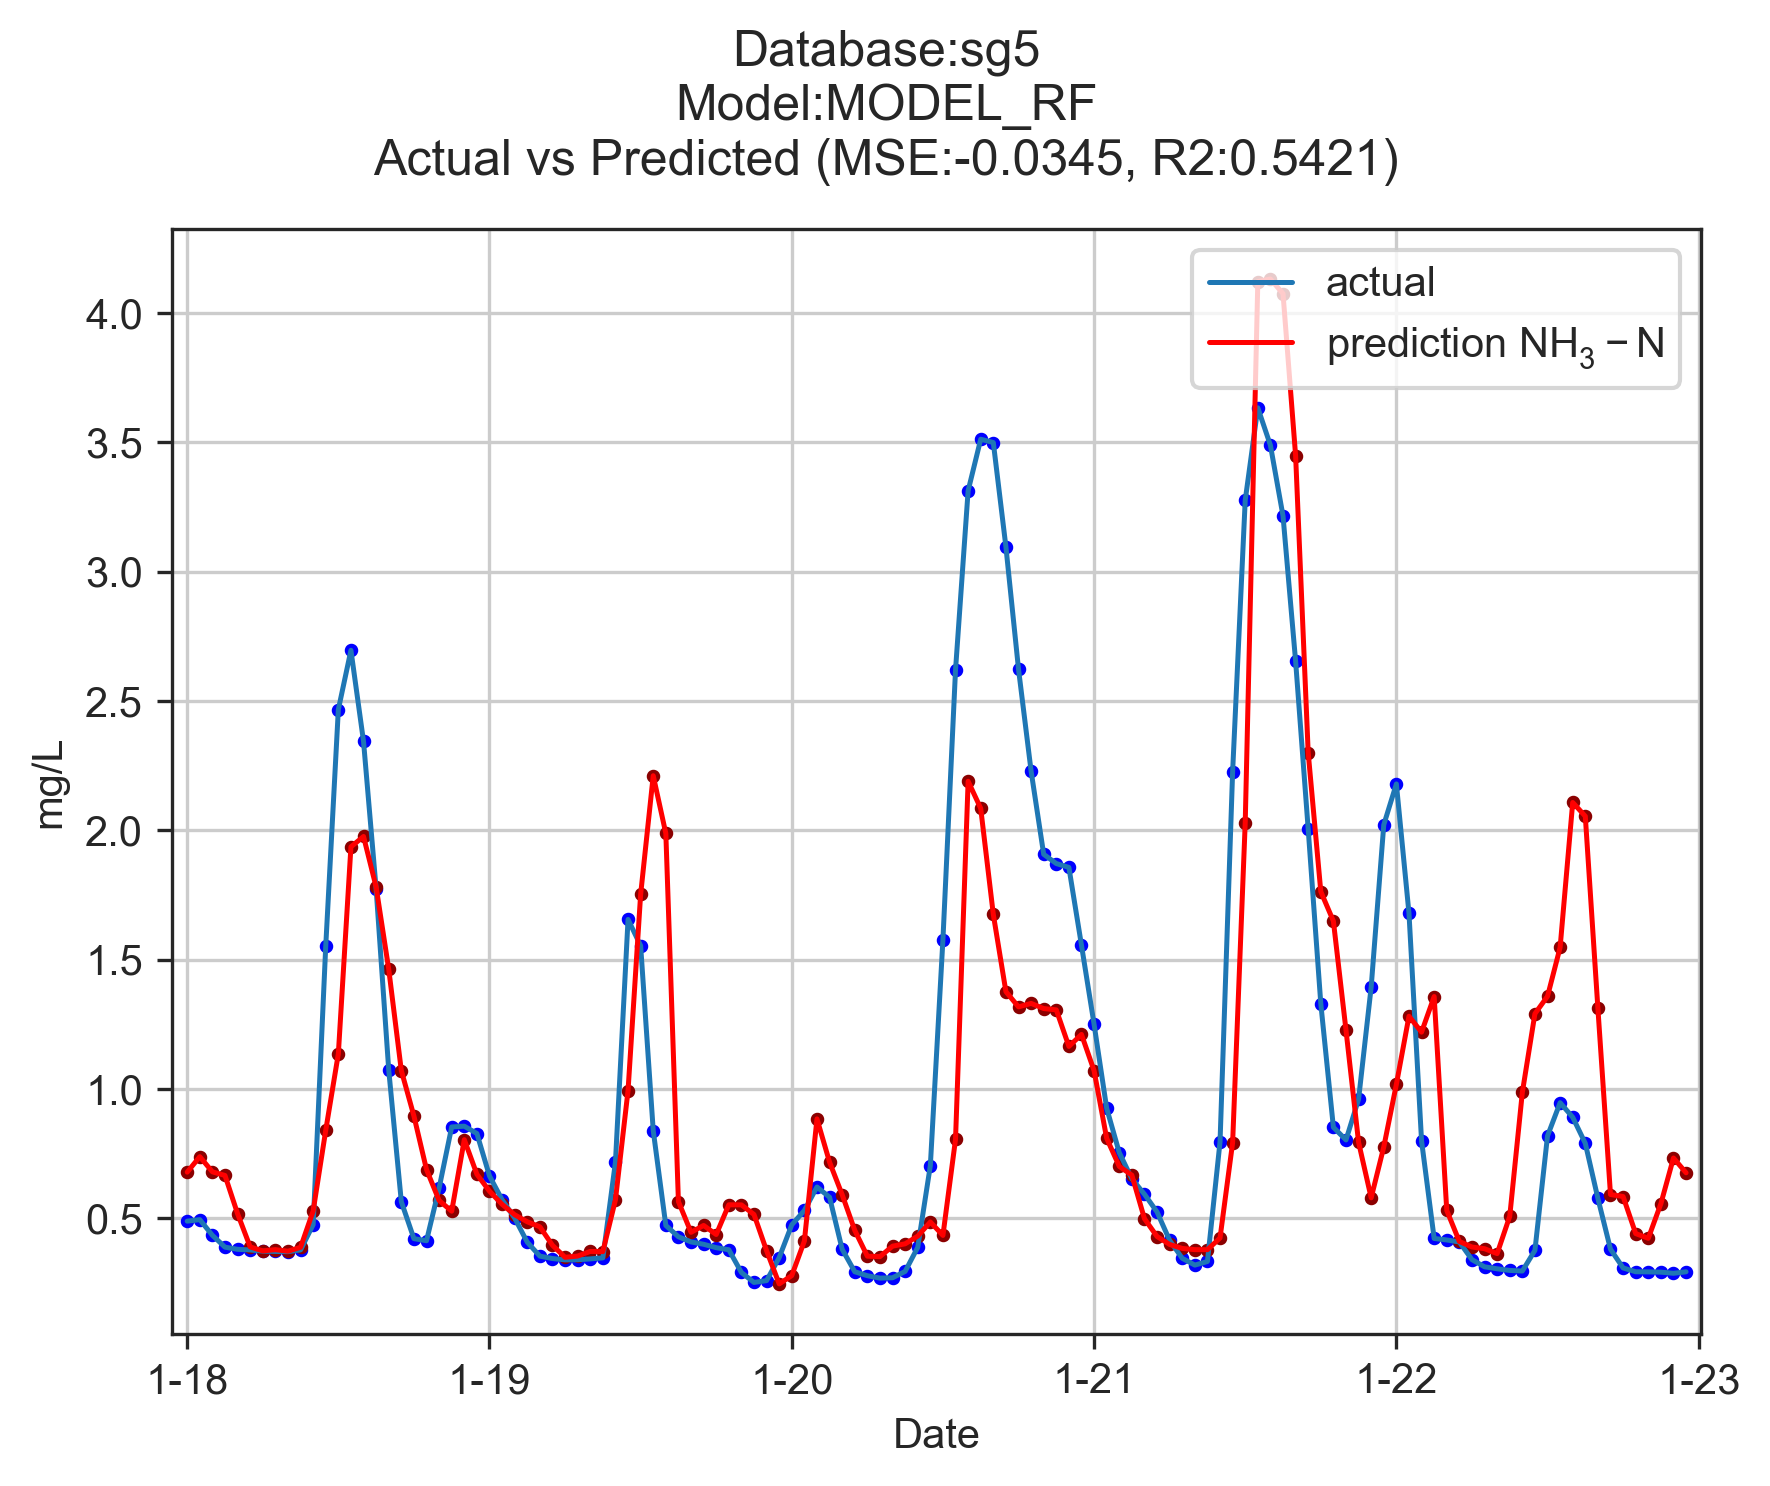 Database:sg5
Model:MODEL_RF
Actual vs Predicted (MSE:-0.0345, R2:0.5421)
actual
prediction NH₃ − N
4.0
3.5
3.0
2.5
2.0
1.5
1.0
0.5
mg/L
1-18 1-19 1-20 1-21 1-22 1-23
Date